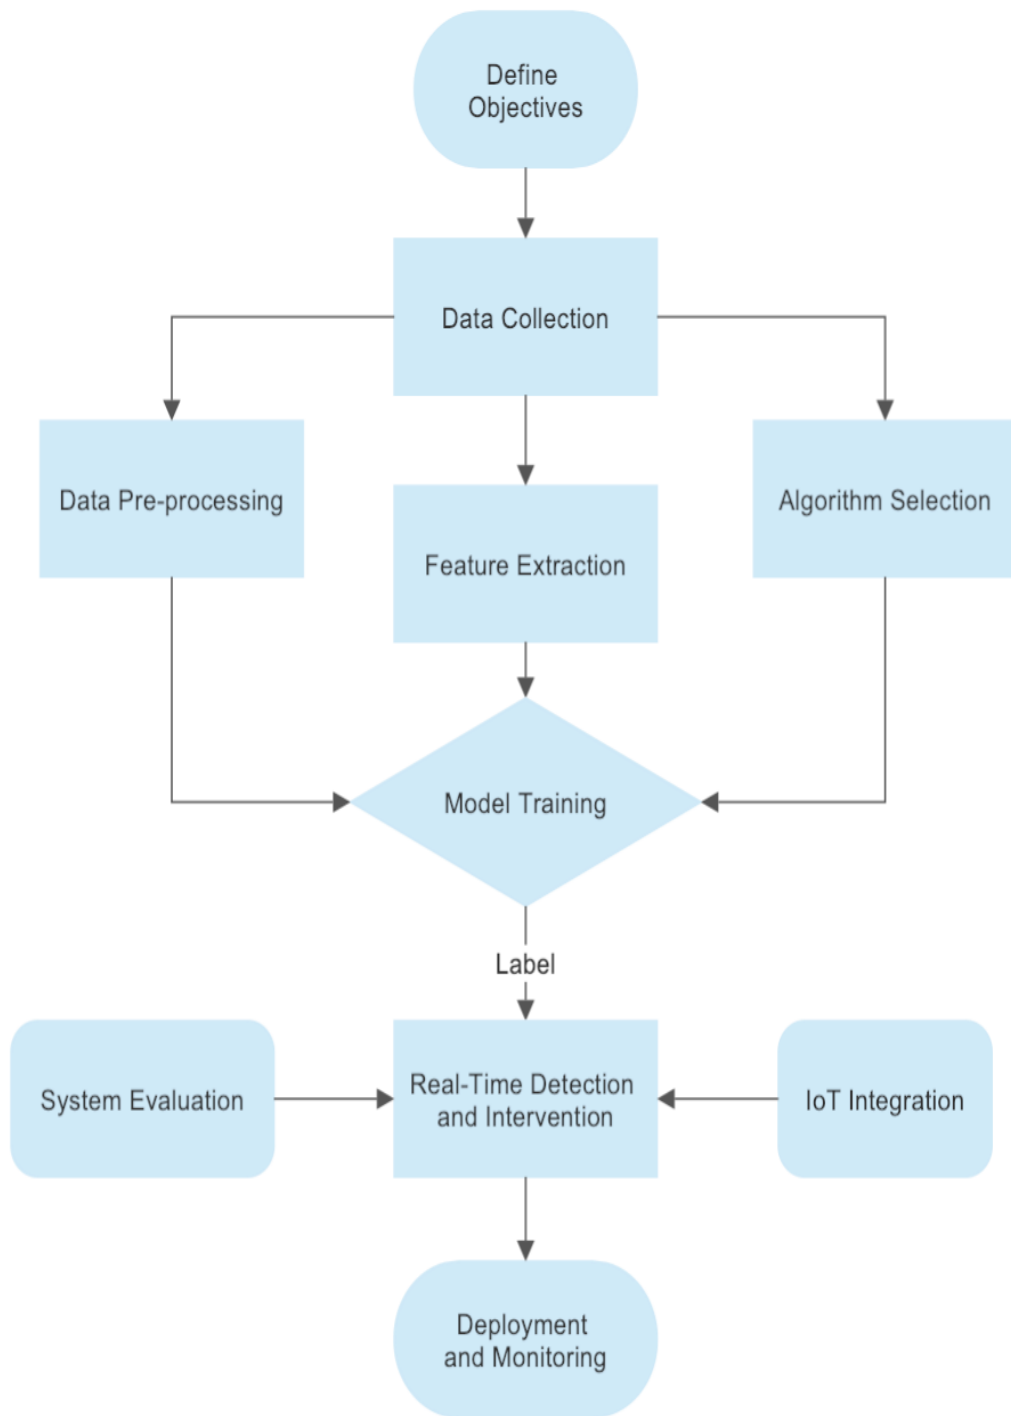 Define
Objectives
Data Collection
Data Pre-processing
Algorithm Selection
Feature Extraction
Model Training
Label
System Evaluation
Real-Time Detection
and Intervention
IoT Integration
Deployment
and Monitoring